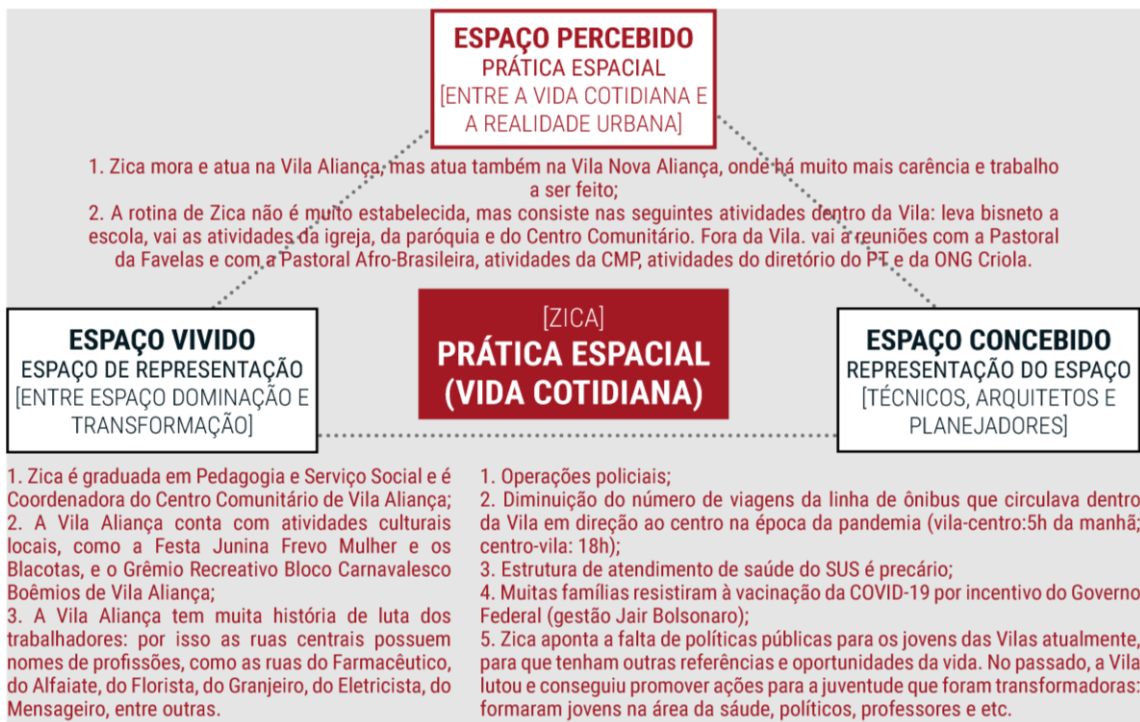 ESPAÇO PERCEBIDO
PRÁTICA ESPACIAL
[ENTRE A VIDA COTIDIANA E
A REALIDADE URBANA]
1. Zica mora e atua na Vila Aliança, mas atua também na Vila Nova Aliança, onde há muito mais carência e trabalho
a ser feito;
2. A rotina de Zica não é muito estabelecida, mas consiste nas seguintes atividades dentro da Vila: leva bisneto a
escola, vai as atividades da igreja, da paróquia e do Centro Comunitário. Fora da Vila. vai a reuniões com a Pastoral
da Favelas e com a Pastoral Afro-Brasileira, atividades da CMP, atividades do diretório do PT e da ONG Criola.
ESPAÇO VIVIDO
ESPAÇO DE REPRESENTAÇÃO
[ENTRE ESPAÇO DOMINAÇÃO E
TRANSFORMAÇÃO]
[ZICA]
PRÁTICA ESPACIAL
(VIDA COTIDIANA)
ESPAÇO CONCEBIDO
REPRESENTAÇÃO DO ESPAÇO
[TÉCNICOS, ARQUITETOS E
PLANEJADORES]
1. Zica é graduada em Pedagogia e Serviço Social e é
Coordenadora do Centro Comunitário de Vila Aliança;
2. A Vila Aliança conta com atividades culturais
locais, como a Festa Junina Frevo Mulher e os
Blacotas, e o Grêmio Recreativo Bloco Carnavalesco
Boêmios de Vila Aliança;
3. A Vila Aliança tem muita história de luta dos
trabalhadores: por isso as ruas centrais possuem
nomes de profissões, como as ruas do Farmacêutico,
do Alfaiate, do Florista, do Granjeiro, do Eletricista, do
Mensageiro, entre outras.
1. Operações policiais;
2. Diminuição do número de viagens da linha de ônibus que circulava dentro
da Vila em direção ao centro na época da pandemia (vila-centro:5h da manhã;
centro-vila: 18h);
3. Estrutura de atendimento de saúde do SUS é precário;
4. Muitas famílias resistiram à vacinação da COVID-19 por incentivo do Governo
Federal (gestão Jair Bolsonaro);
5. Zica aponta a falta de políticas públicas para os jovens das Vilas atualmente,
para que tenham outras referências e oportunidades da vida. No passado, a Vila
lutou e conseguiu promover ações para a juventude que foram transformadoras:
formaram jovens na área da sáude, políticos, professores e etc.